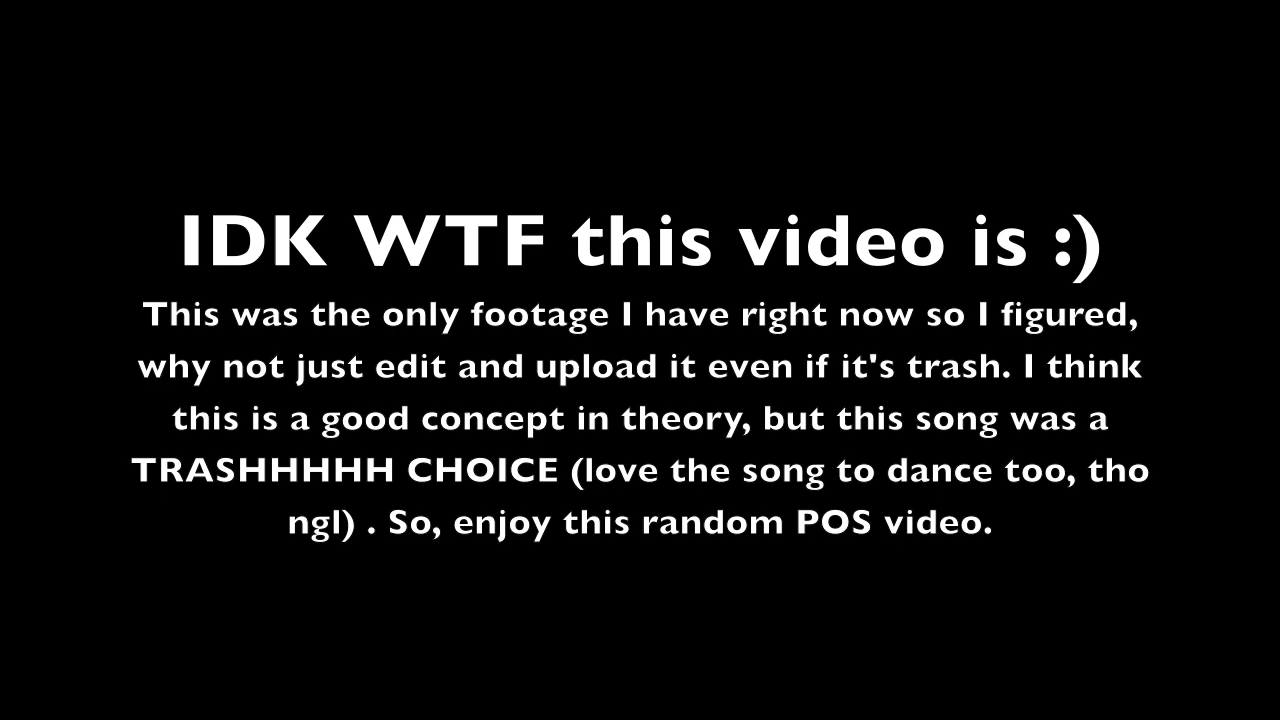 IDK WTF this video is :)
This was the only footage I have right now so I figured,
why not just edit and upload it even if it's trash. I think
this is a good concept in theory, but this song was a
TRASHHHHH CHOICE (love the song to dance too, tho
ngl) . So, enjoy this random POS video.